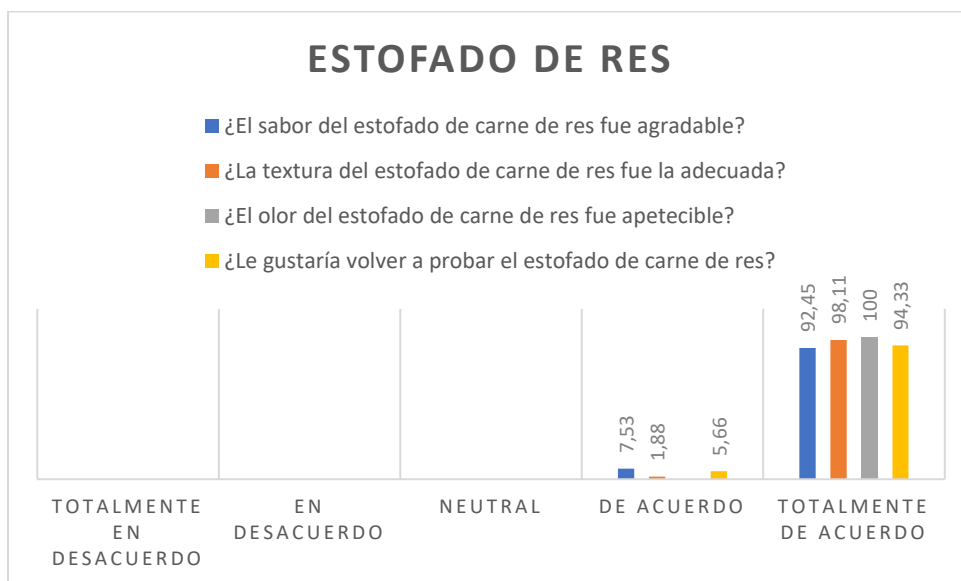 ESTOFADO DE RES
¿El sabor del estofado de carne de res fue agradable?
¿La textura del estofado de carne de res fue la adecuada?
¿El olor del estofado de carne de res fue apetecible?
¿Le gustaría volver a probar el estofado de carne de res?
7,53
1,88
5,66
92,45
98,11
100
94,33
TOTALMENTE
EN
DESACUERDO
EN
DESACUERDO
NEUTRAL
DE ACUERDO
TOTALMENTE
DE ACUERDO